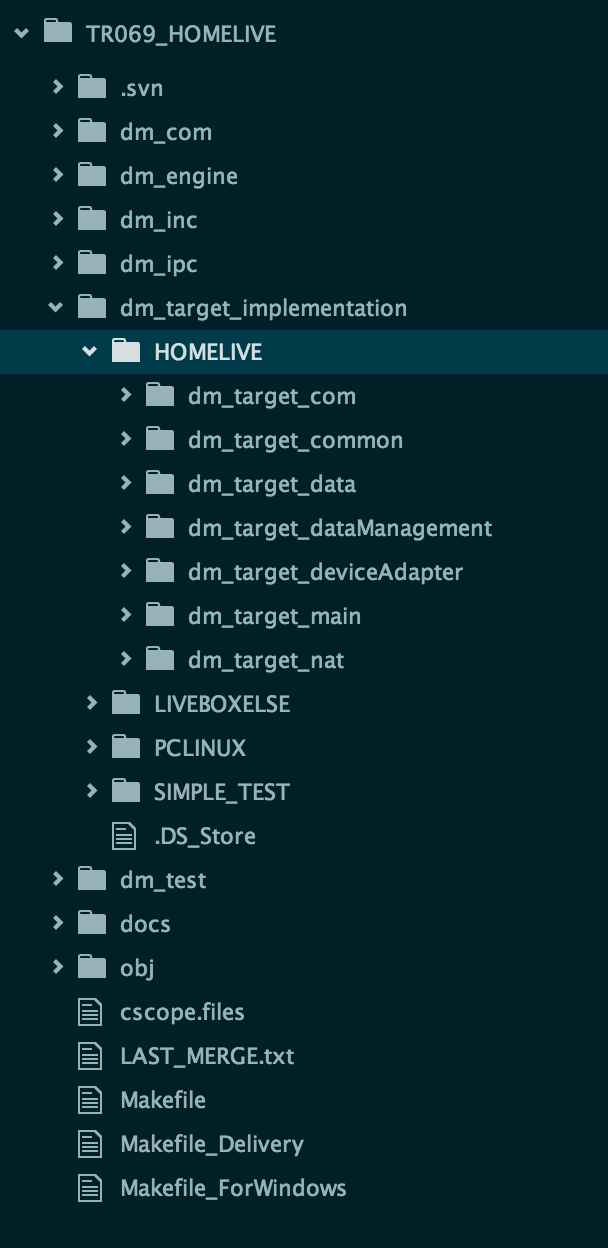 TR069_HOMELIVE
.svn
dm_com
dm_engine
dm_inc
dm_ipc
dm_target_implementation
HOMELIVE
dm_target_com
dm_target_common
dm_target_data
dm_target_dataManagement
dm_target_deviceAdapter
dm_target_main
dm_target_nat
LIVEBOXELSE
PCLINUX
SIMPLE_TEST
.DS_Store
dm_test
docs
obj
cscope.files
LAST_MERGE.txt
Makefile
Makefile_Delivery
Makefile_ForWindows